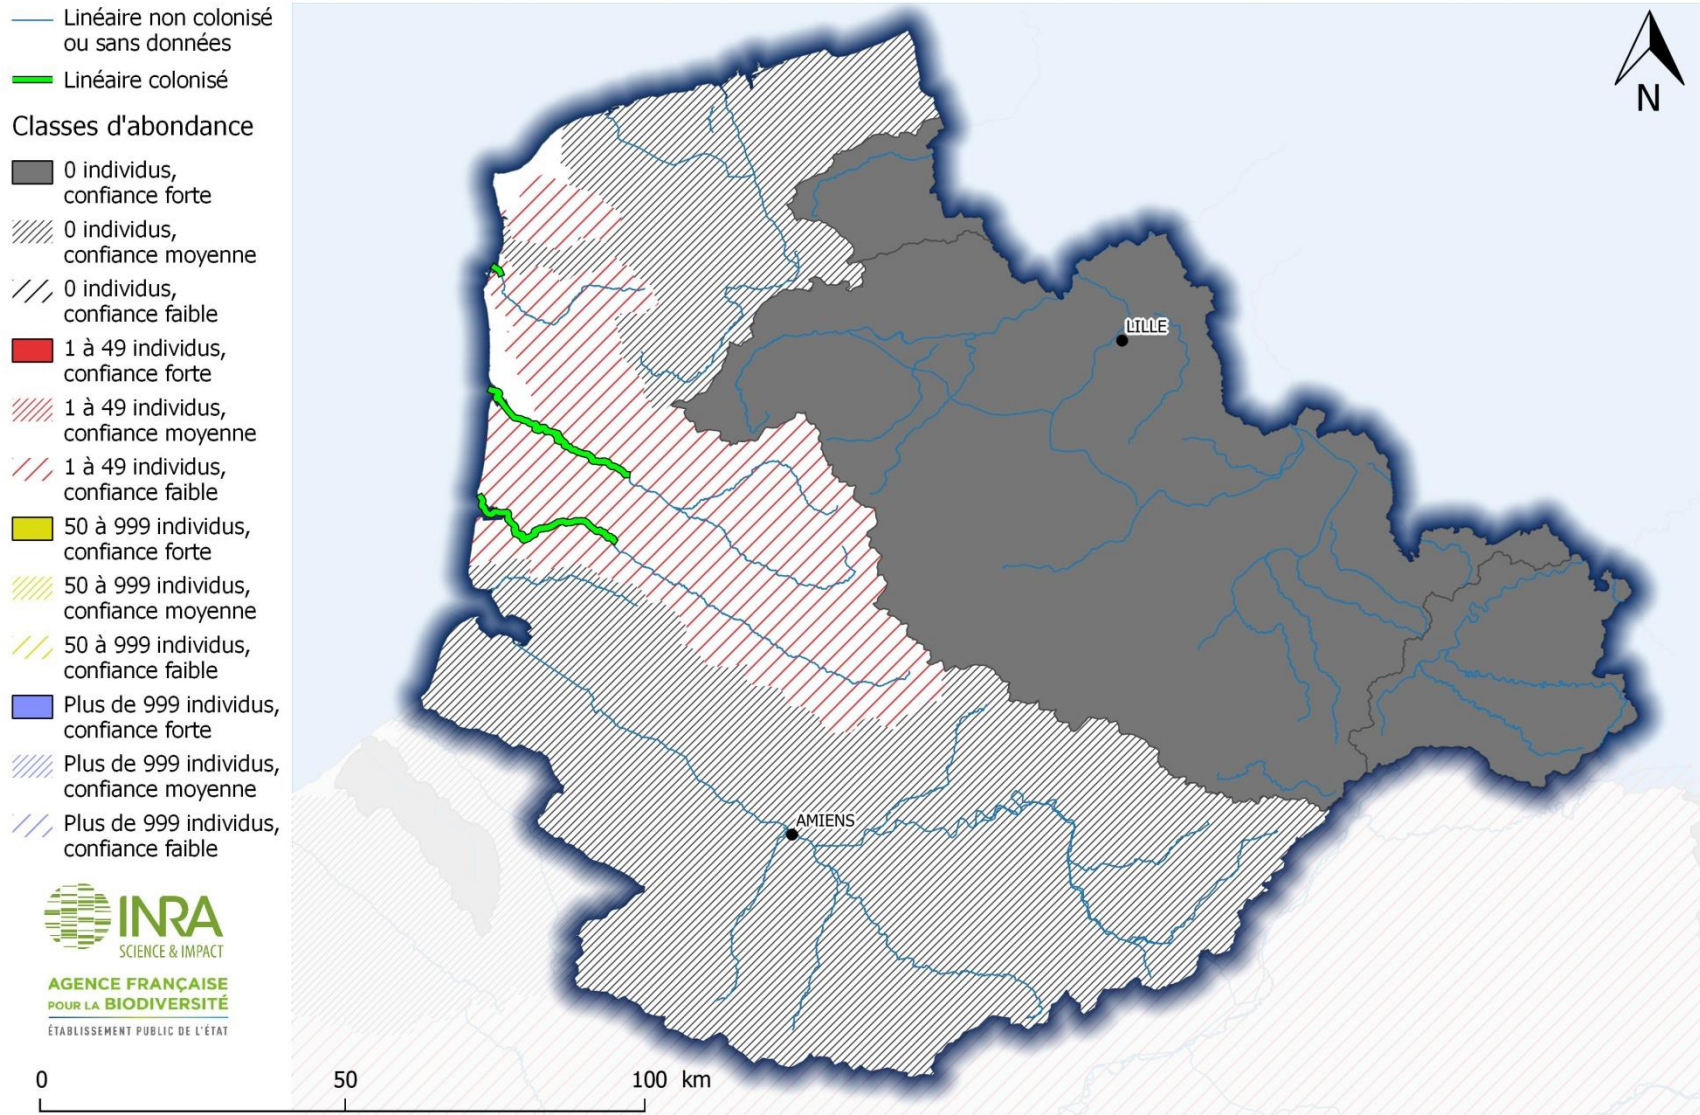 Linéaire non colonisé
ou sans données
Linéaire colonisé
Classes d'abondance
0 individus,
confiance forte
0 individus,
confiance moyenne
0 individus,
confiance faible
1 à 49 individus,
confiance forte
1 à 49 individus,
confiance moyenne
1 à 49 individus,
confiance faible
50 à 999 individus,
confiance forte
50 à 999 individus,
confiance moyenne
50 à 999 individus,
confiance faible
Plus de 999 individus,
confiance forte
Plus de 999 individus,
confiance moyenne
Plus de 999 individus,
confiance faible
INRA
SCIENCE & IMPACT
AGENCE FRANÇAISE
POUR LA BIODIVERSITÉ
ÉTABLISSEMENT PUBLIC DE L'ÉTAT
0 50 100 km
N
LILLE
AMIENS